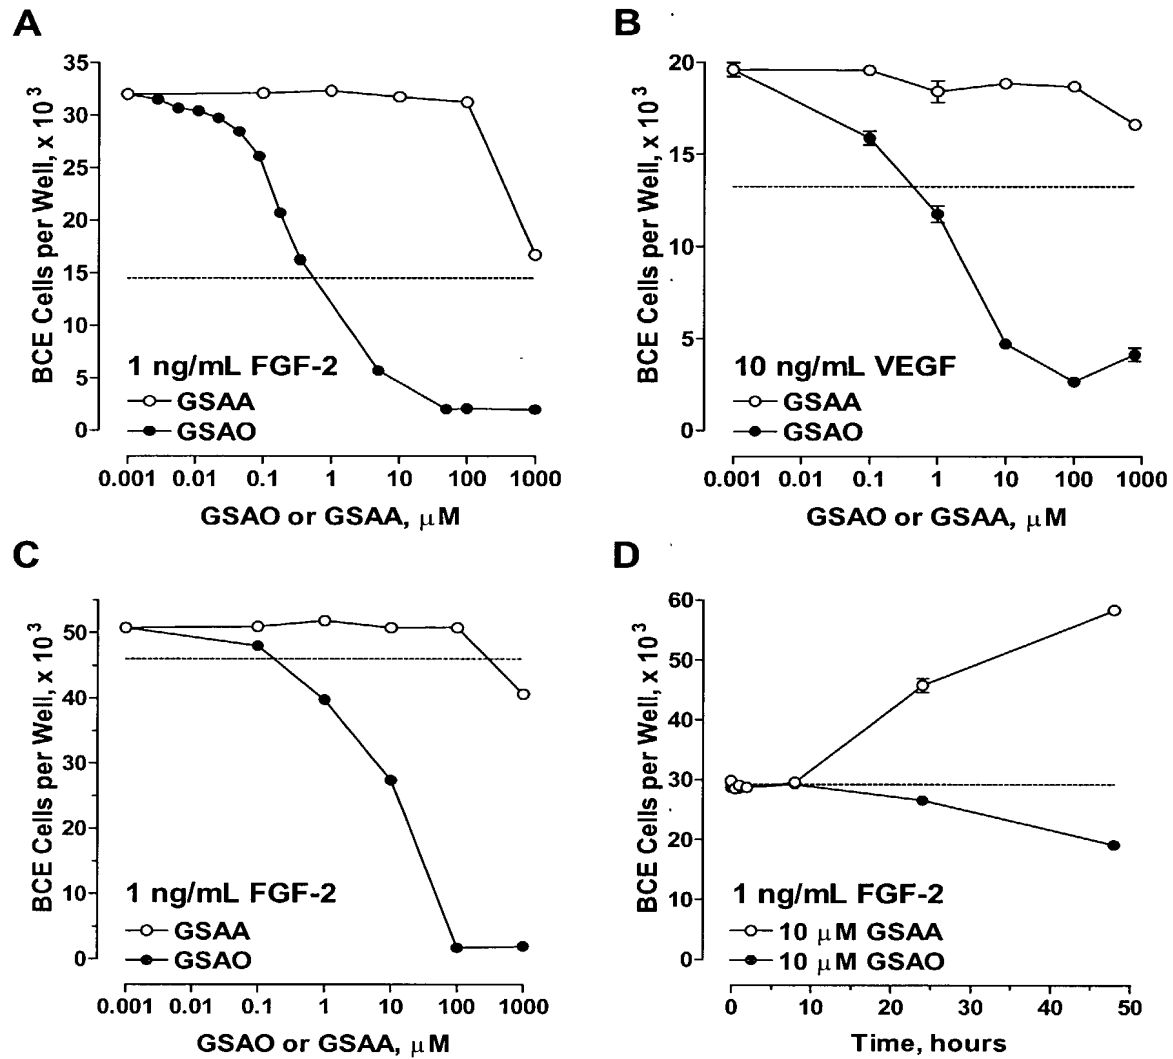 A
BCE Cells per Well, x 10³
35
30
25
20
15
10
5
0
1 ng/mL FGF-2
GSAA
GSAO
0.001 0.01 0.1 1 10 100 1000
GSAO or GSAA, μM
B
BCE Cells per Well, x 10³
20
15
10
5
0
10 ng/mL VEGF
GSAA
GSAO
0.001 0.01 0.1 1 10 100 1000
GSAO or GSAA, μM
C
BCE Cells per Well, x 10³
50
40
30
20
10
0
1 ng/mL FGF-2
GSAA
GSAO
0.001 0.01 0.1 1 10 100 1000
GSAO or GSAA, μM
D
BCE Cells per Well, x 10³
60
50
40
30
20
10
0
1 ng/mL FGF-2
10 μM GSAA
10 μM GSAO
0 10 20 30 40 50
Time, hours